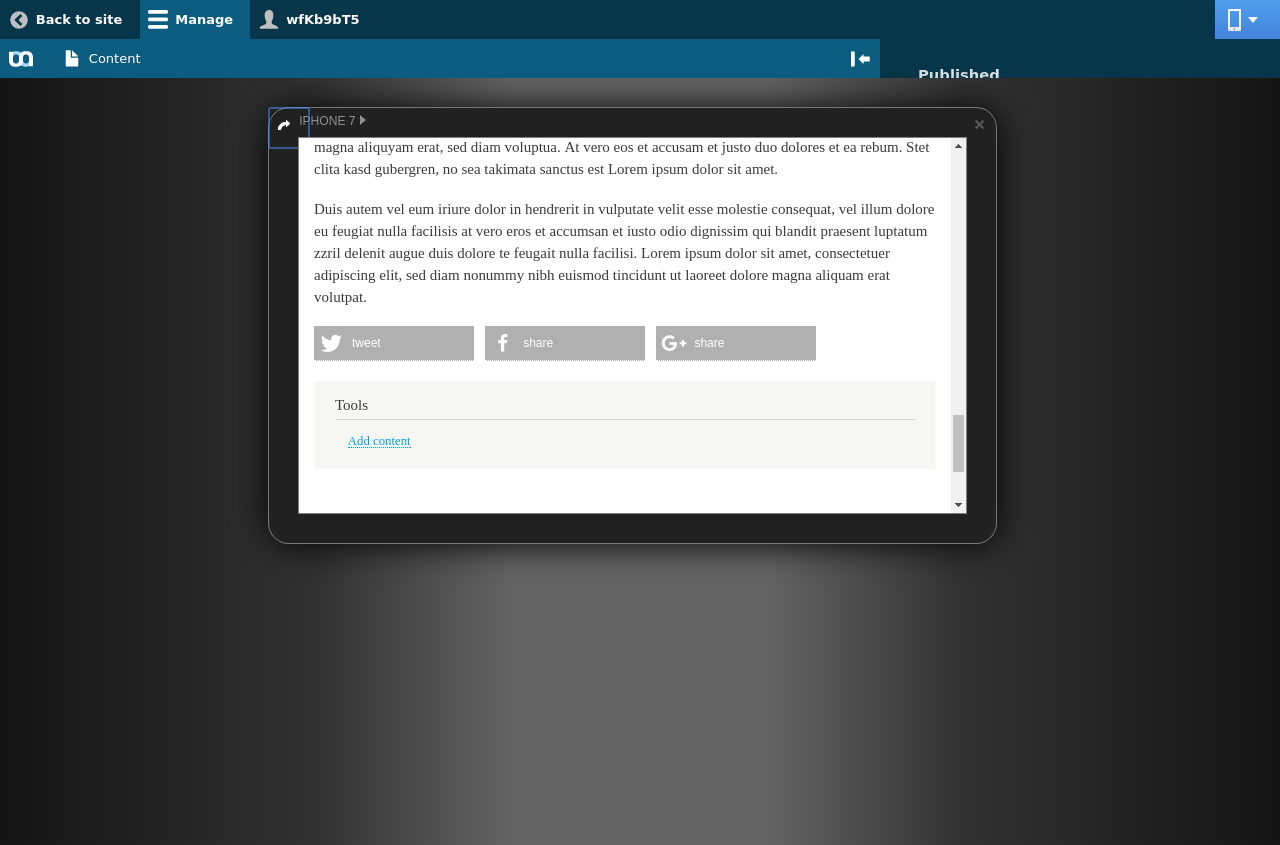 Back to site
Manage
wfKb9bT5
Content
Published
IPHONE 7
magna aliquyam erat, sed diam voluptua. At vero eos et accusam et justo duo dolores et ea rebum. Stet
clita kasd gubergren, no sea takimata sanctus est Lorem ipsum dolor sit amet.
Duis autem vel eum iriure dolor in hendrerit in vulputate velit esse molestie consequat, vel illum dolore
eu feugiat nulla facilisis at vero eros et accumsan et iusto odio dignissim qui blandit praesent luptatum
zzril delenit augue duis dolore te feugait nulla facilisi. Lorem ipsum dolor sit amet, consectetuer
adipiscing elit, sed diam nonummy nibh euismod tincidunt ut laoreet dolore magna aliquam erat
volutpat.
tweet
share
share
Tools
Add content